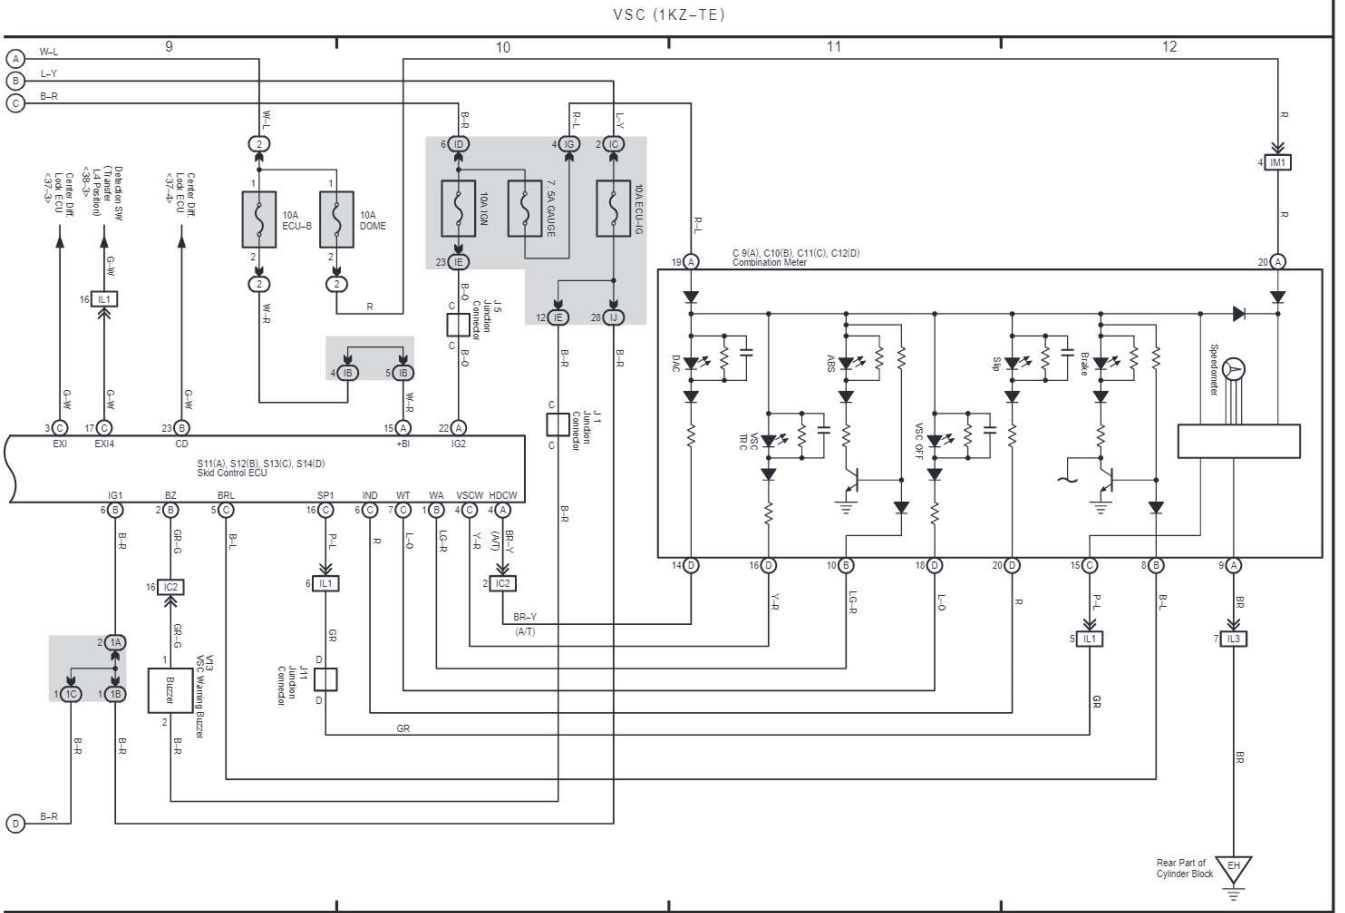 VSC (1KZ–TE)
9
10
11
12
A
W–L
B
L–Y
C
B–R
W–L
B–R
R–L
L–Y
R
2
6 ID
4 IG
2 IC
4 IM1
Center Diff.
Lock ECU
<37–3>
Detection SW
(Transfer
L4 Position)
<38–3>
Center Diff.
Lock ECU
<37–4>
1
10A
ECU–B
2
1
10A
DOME
2
10A IGN
7. 5A GAUGE
10A ECU–IG
R–L
R
G–W
16 IL1
2
2
W–R
R
23 IE
B–O
C
J 5
Junction
Connector
C
B–O
12 IE
28 IJ
B–R
B–R
4 IB
5 IB
W–R
G–W
G–W
G–W
C 9(A), C10(B), C11(C), C12(D)
Combination Meter
19 A
20 A
DAC
VSC
TRC
ABS
VSC OFF
Slip
Brake
Speedometer
C
J 1
Junction
Connector
C
3 C
17 C
23 B
15 A
22 A
EXI
EXI4
CD
+BI
IG2
S11(A), S12(B), S13(C), S14(D)
Skid Control ECU
IG1
BZ
BRL
SP1
IND
WT
WA
VSCW
HDCW
6 B
2 B
5 C
16 C
6 C
7 C
1 B
4 C
4 A
B–R
GR–G
B–L
P–L
R
L–O
LG–R
Y–R
BR–Y
(A/T)
B–R
16 IC2
6 IL1
2 IC2
14 D
16 D
10 B
18 D
20 D
15 C
8 B
9 A
Y–R
LG–R
L–O
R
P–L
B–L
BR
BR–Y
(A/T)
GR–G
GR
5 IL1
7 IL3
2 1A
1 1C
1 1B
1
Buzzer
2
V13
VSC Warning Buzzer
D
J11
Junction
Connector
D
GR
GR
B–R
B–R
B–R
BR
D
B–R
Rear Part of
Cylinder Block
EH